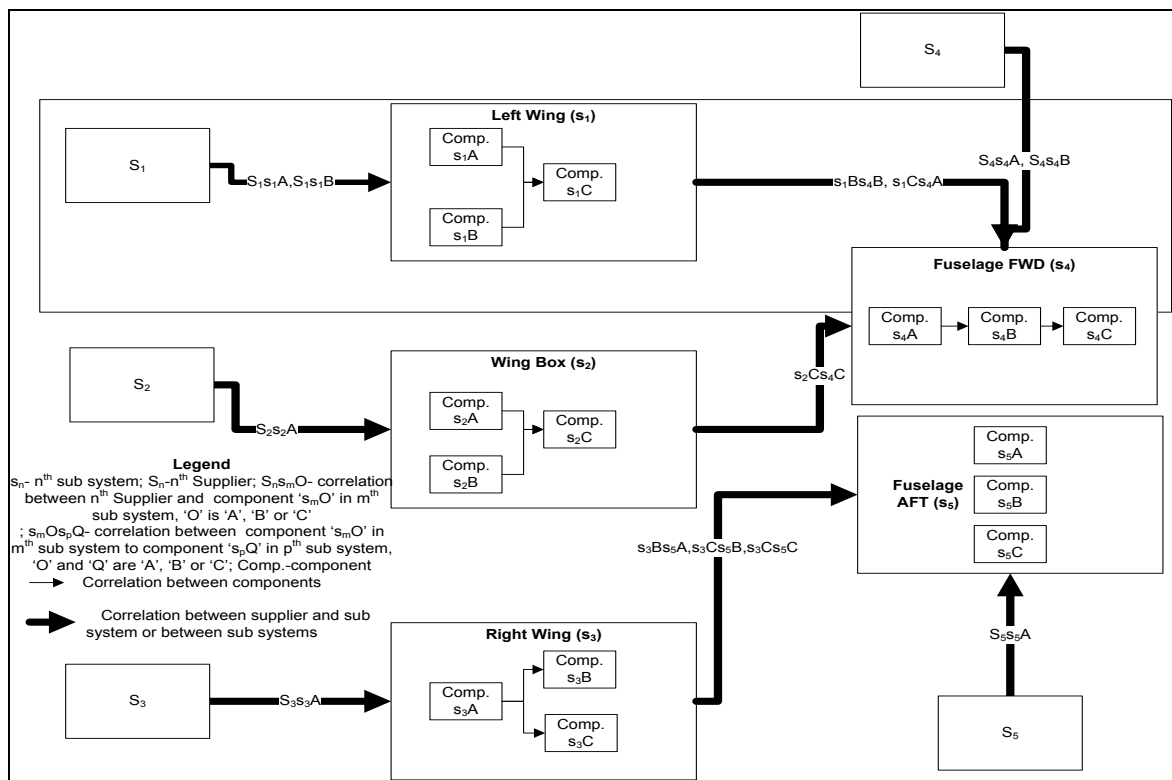 S4
Left Wing (s1)
S1
Comp.
s1A
Comp.
s1C
Comp.
s1B
S1s1A,S1s1B
s1Bs4B, s1Cs4A
S4s4A, S4s4B
Fuselage FWD (s4)
Comp.
s4A
Comp.
s4B
Comp.
s4C
S2
Wing Box (s2)
Comp.
s2A
Comp.
s2C
Comp.
s2B
S2s2A
s2Cs4C
Legend
sn- nth sub system; Sn-nth Supplier; SnsmO- correlation
between nth Supplier and component ‘smO’ in mth
sub system, ‘O’ is ‘A’, ‘B’ or ‘C’
; smOspQ- correlation between component ‘smO’ in
mth sub system to component ‘spQ’ in pth sub system,
‘O’ and ‘Q’ are ‘A’, ‘B’ or ‘C’; Comp.-component
Correlation between components
Correlation between supplier and sub
system or between sub systems
Fuselage
AFT (s5)
Comp.
s5A
Comp.
s5B
Comp.
s5C
s3Bs5A,s3Cs5B,s3Cs5C
S3
S3s3A
Right Wing (s3)
Comp.
s3A
Comp.
s3B
Comp.
s3C
S5s5A
S5